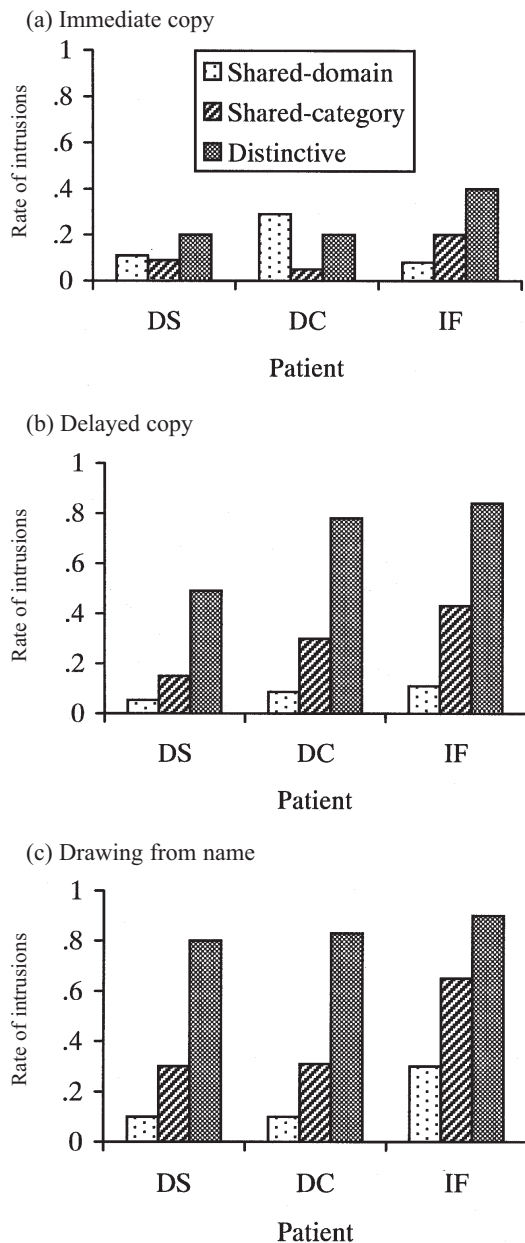 (a) Immediate copy
1
.8
.6
.4
.2
0
Rate of intrusions
Shared-domain
Shared-category
Distinctive
DS DC IF
Patient
(b) Delayed copy
1
.8
.6
.4
.2
0
Rate of intrusions
DS DC IF
Patient
(c) Drawing from name
1
.8
.6
.4
.2
0
Rate of intrusions
DS DC IF
Patient